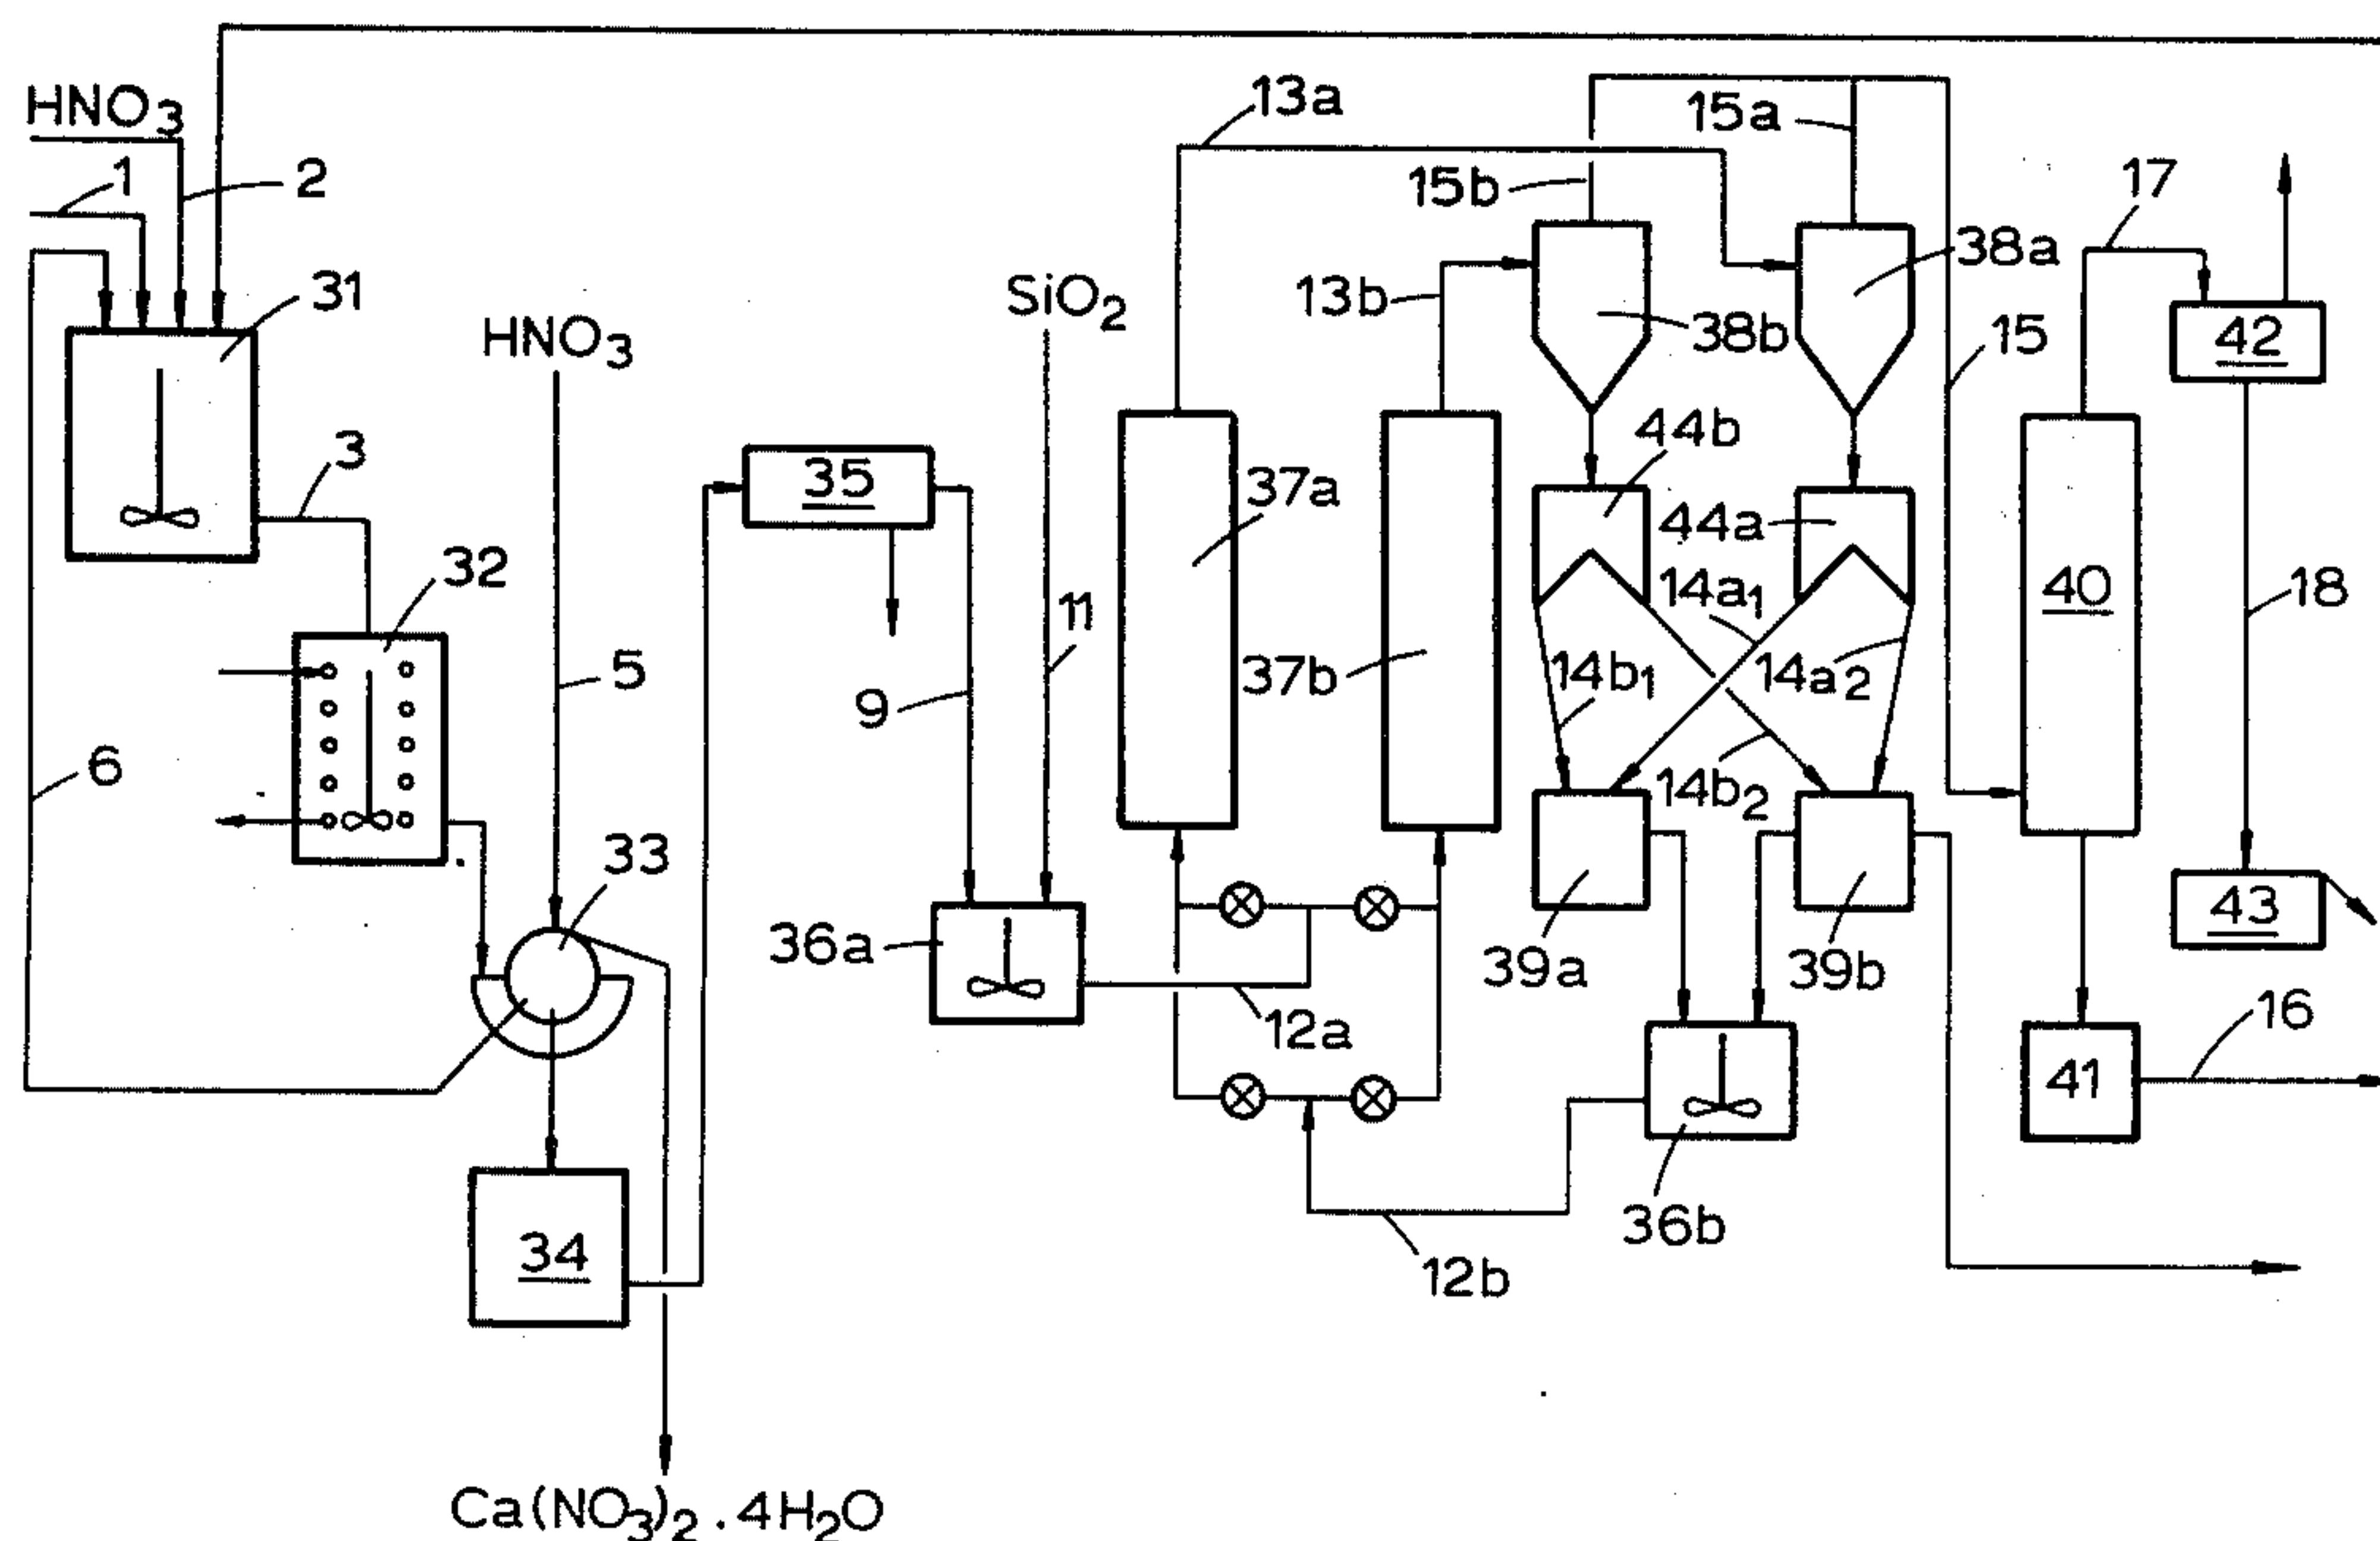 HNO3
1
2
31
3
32
6
HNO3
5
33
34
Ca(NO3)2.4H2O
35
9
SiO2
11
36a
13a
37a
12a
13b
37b
12b
15b
15a
38b
38a
44b
44a
14a1
14b1
14a2
14b2
39a
39b
36b
15
17
42
40
18
43
41
16